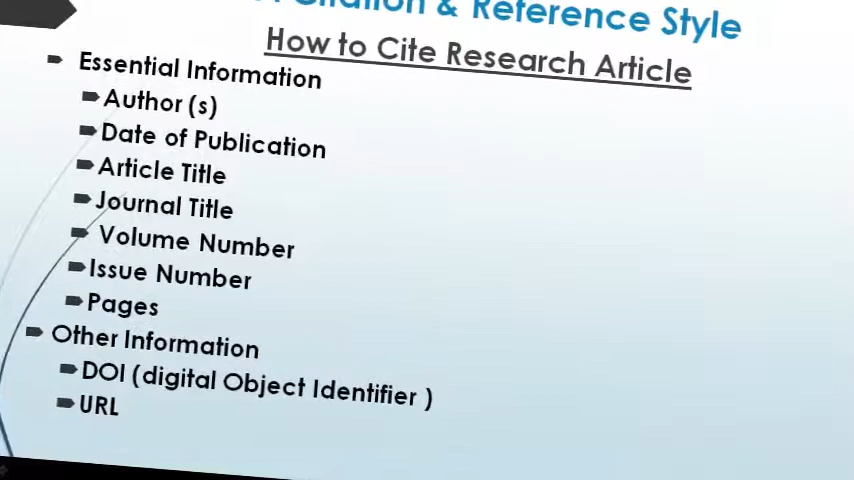 Citation & Reference Style
How to Cite Research Article
Essential Information
Author (s)
Date of Publication
Article Title
Journal Title
Volume Number
Issue Number
Pages
Other Information
DOI (digital Object Identifier )
URL